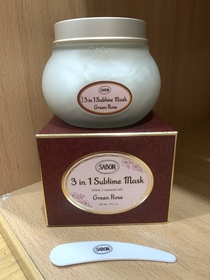 SABON
3 in 1 Sublime Mask
Green Rose
SABON
3 in 1 Sublime Mask
Green Rose
SABON